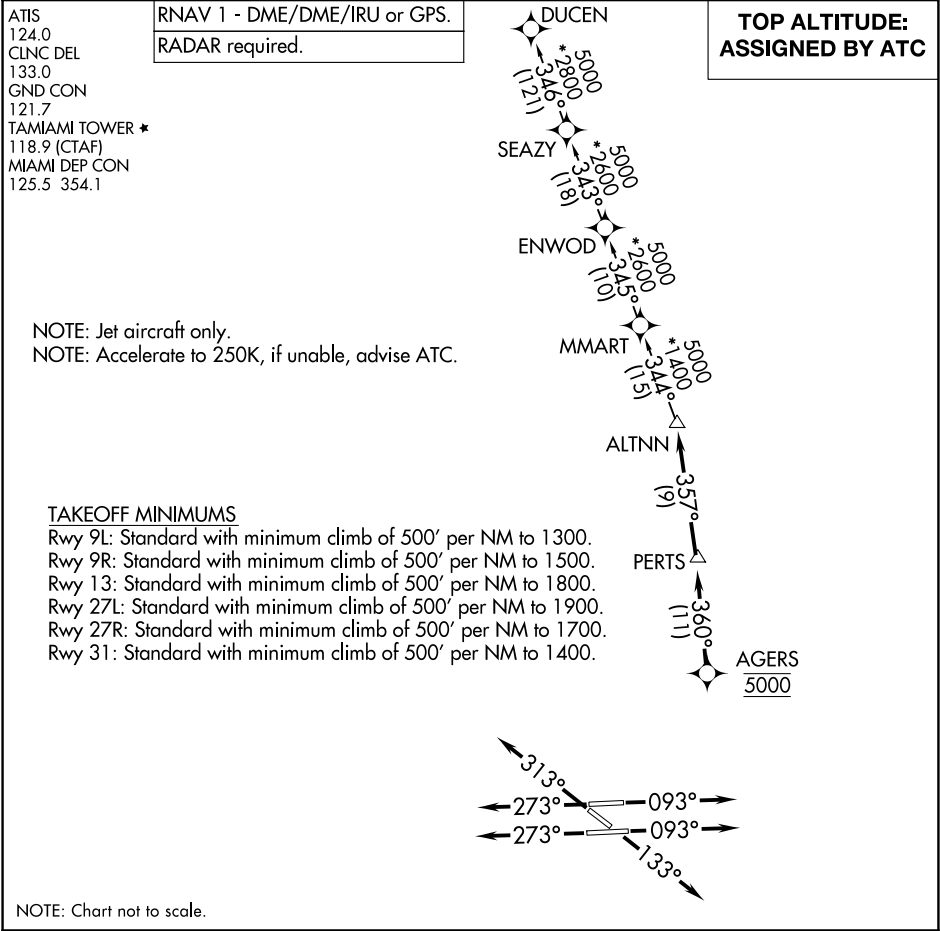 ATIS
124.0
CLNC DEL
133.0
GND CON
121.7
TAMIAMI TOWER ★
118.9 (CTAF)
MIAMI DEP CON
125.5 354.1
RNAV 1 - DME/DME/IRU or GPS.
RADAR required.
TOP ALTITUDE:
ASSIGNED BY ATC
DUCEN
5000
*2800
346°
(121)
SEAZY
5000
*2600
343°
(18)
ENWOD
5000
*2600
345°
(10)
MMART
5000
*1400
344°
(15)
ALTNN
357°
(9)
PERTS
360°
(11)
AGERS
5000
NOTE: Jet aircraft only.
NOTE: Accelerate to 250K, if unable, advise ATC.
TAKEOFF MINIMUMS
Rwy 9L: Standard with minimum climb of 500' per NM to 1300.
Rwy 9R: Standard with minimum climb of 500' per NM to 1500.
Rwy 13: Standard with minimum climb of 500' per NM to 1800.
Rwy 27L: Standard with minimum climb of 500' per NM to 1900.
Rwy 27R: Standard with minimum climb of 500' per NM to 1700.
Rwy 31: Standard with minimum climb of 500' per NM to 1400.
313°
273° 093°
273° 093°
133°
NOTE: Chart not to scale.